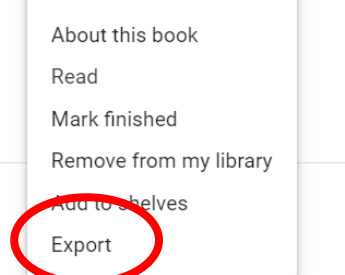 About this book
Read
Mark finished
Remove from my library
Add to shelves
Export